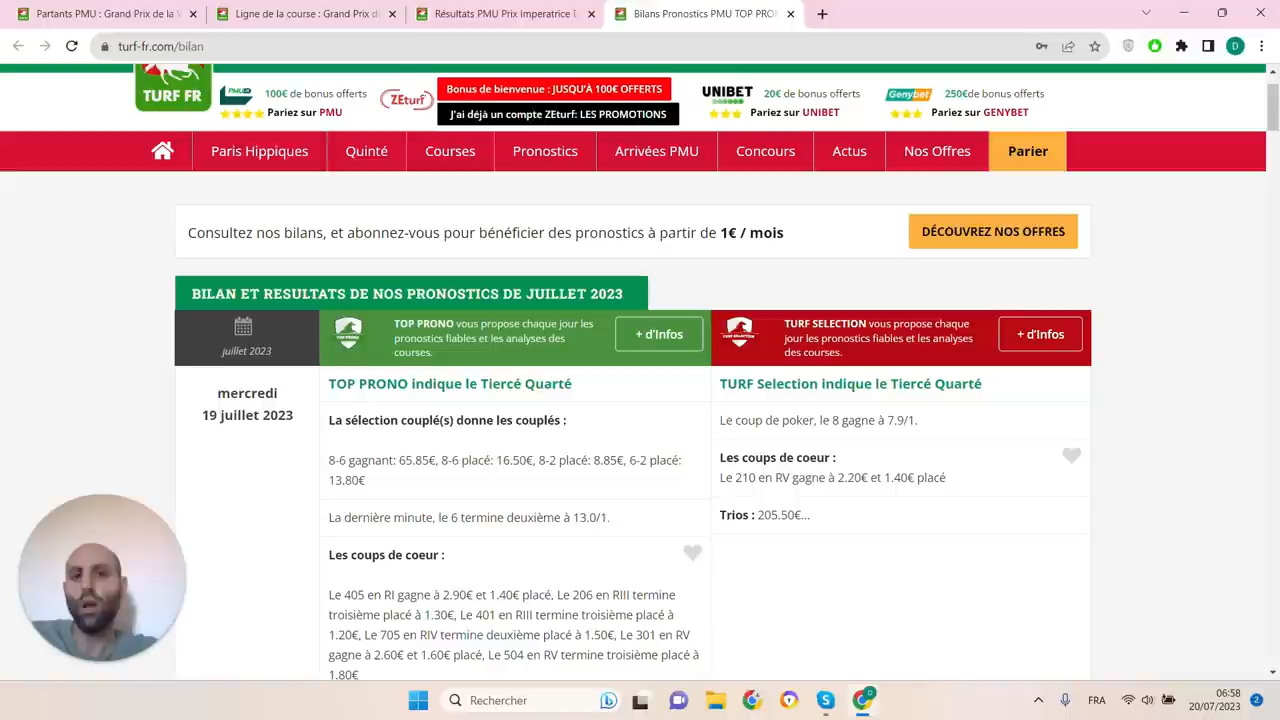 Partants PMU : Grand Prix de la V
Ligne de la course : Grand Prix de
Résultats PMU Prix Imperatrice E
Bilans Pronostics PMU TOP PRO
turf-fr.com/bilan
D
TURF FR
PMU
100€ de bonus offerts
Pariez sur PMU
ZEturf
Bonus de bienvenue : JUSQU'À 100€ OFFERTS
J'ai déjà un compte ZEturf: LES PROMOTIONS
UNIBET
20€ de bonus offerts
Pariez sur UNIBET
Genybet
250€ de bonus offerts
Pariez sur GENYBET
Paris Hippiques
Quinté
Courses
Pronostics
Arrivées PMU
Concours
Actus
Nos Offres
Parier
Consultez nos bilans, et abonnez-vous pour bénéficier des pronostics à partir de 1€ / mois
DÉCOUVREZ NOS OFFRES
BILAN ET RESULTATS DE NOS PRONOSTICS DE JUILLET 2023
juillet 2023
TOP PRONO
TOP PRONO vous propose chaque jour les
pronostics fiables et les analyses des
courses.
+ d'Infos
TURF SELECTION
TURF SELECTION vous propose chaque
jour les pronostics fiables et les analyses
des courses.
+ d'Infos
mercredi
19 juillet 2023
TOP PRONO indique le Tiercé Quarté
La sélection couplé(s) donne les couplés :
8-6 gagnant: 65.85€, 8-6 placé: 16.50€, 8-2 placé: 8.85€, 6-2 placé:
13.80€
La dernière minute, le 6 termine deuxième à 13.0/1.
Les coups de coeur :
Le 405 en RI gagne à 2.90€ et 1.40€ placé, Le 206 en RIII termine
troisième placé à 1.30€, Le 401 en RIII termine troisième placé à
1.20€, Le 705 en RIV termine deuxième placé à 1.50€, Le 301 en RV
gagne à 2.60€ et 1.60€ placé, Le 504 en RV termine troisième placé à
1.80€
TURF Selection indique le Tiercé Quarté
Le coup de poker, le 8 gagne à 7.9/1.
Les coups de coeur :
Le 210 en RV gagne à 2.20€ et 1.40€ placé
Trios : 205.50€...
Rechercher
FRA
06:58
20/07/2023
2